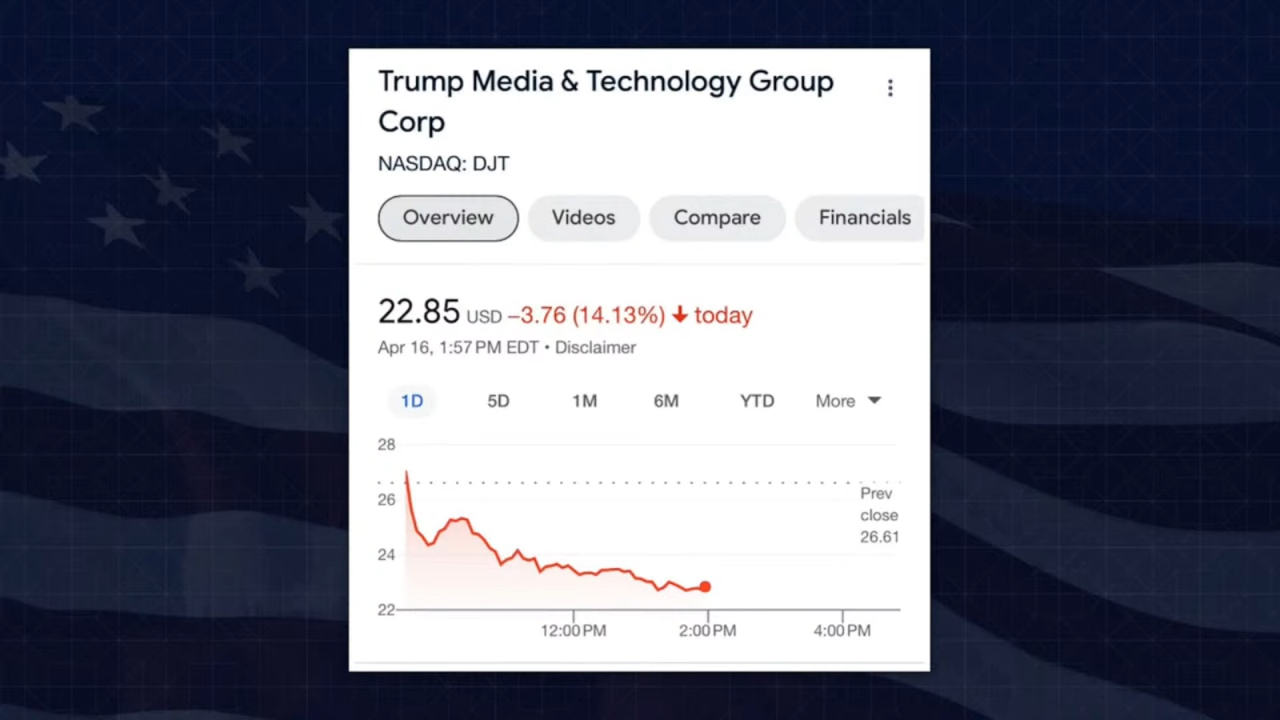 Trump Media & Technology Group
Corp
NASDAQ: DJT
Overview
Videos
Compare
Financials
22.85 USD –3.76 (14.13%) ↓ today
Apr 16, 1:57 PM EDT • Disclaimer
1D
5D
1M
6M
YTD
More
28
26
24
22
Prev
close
26.61
12:00 PM
2:00 PM
4:00 PM